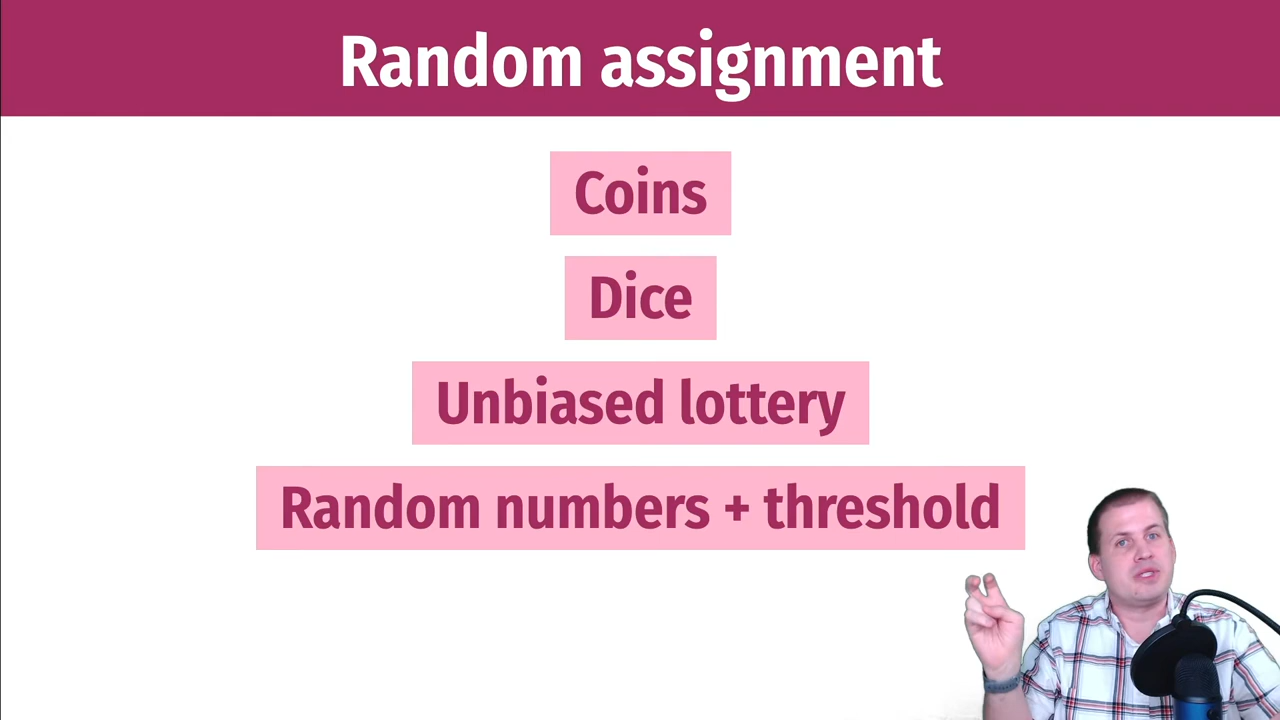 Random assignment
Coins
Dice
Unbiased lottery
Random numbers + threshold